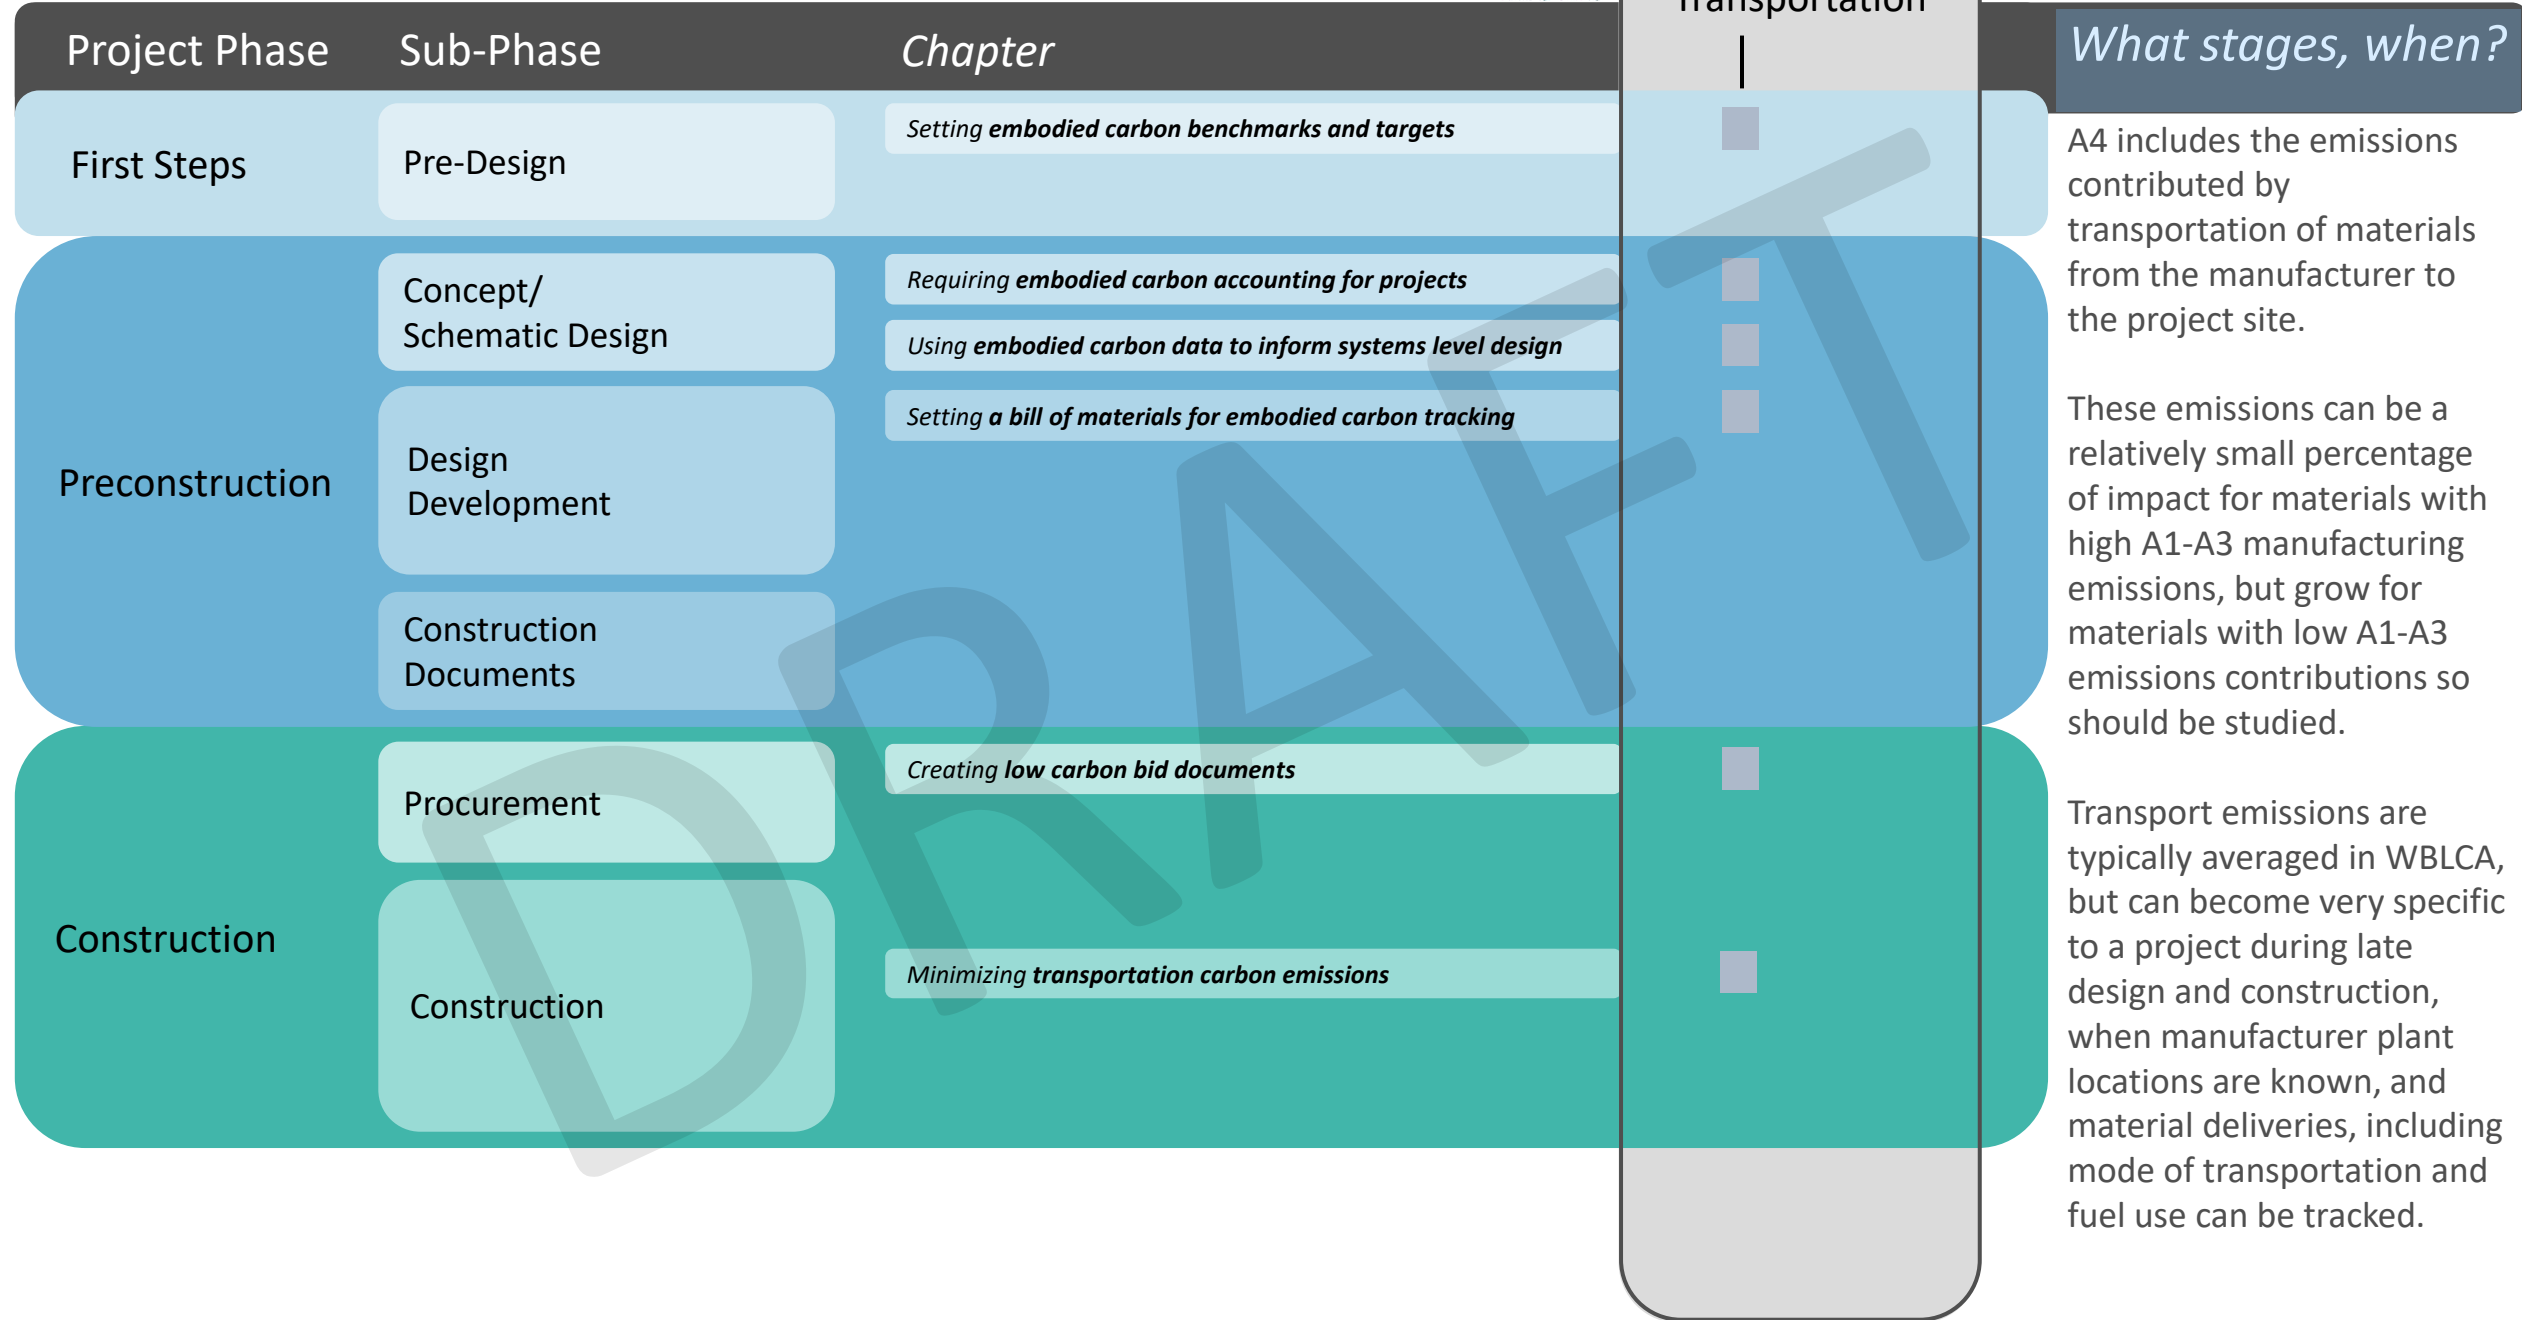 Transportation
Project Phase
Sub-Phase
Chapter
What stages, when?
First Steps
Pre-Design
Setting embodied carbon benchmarks and targets
Preconstruction
Concept/
Schematic Design
Requiring embodied carbon accounting for projects
Using embodied carbon data to inform systems level design
Design
Development
Setting a bill of materials for embodied carbon tracking
Construction
Documents
Construction
Procurement
Creating low carbon bid documents
Construction
Minimizing transportation carbon emissions
A4 includes the emissions
contributed by
transportation of materials
from the manufacturer to
the project site.
These emissions can be a
relatively small percentage
of impact for materials with
high A1-A3 manufacturing
emissions, but grow for
materials with low A1-A3
emissions contributions so
should be studied.
Transport emissions are
typically averaged in WBLCA,
but can become very specific
to a project during late
design and construction,
when manufacturer plant
locations are known, and
material deliveries, including
mode of transportation and
fuel use can be tracked.
DRAFT